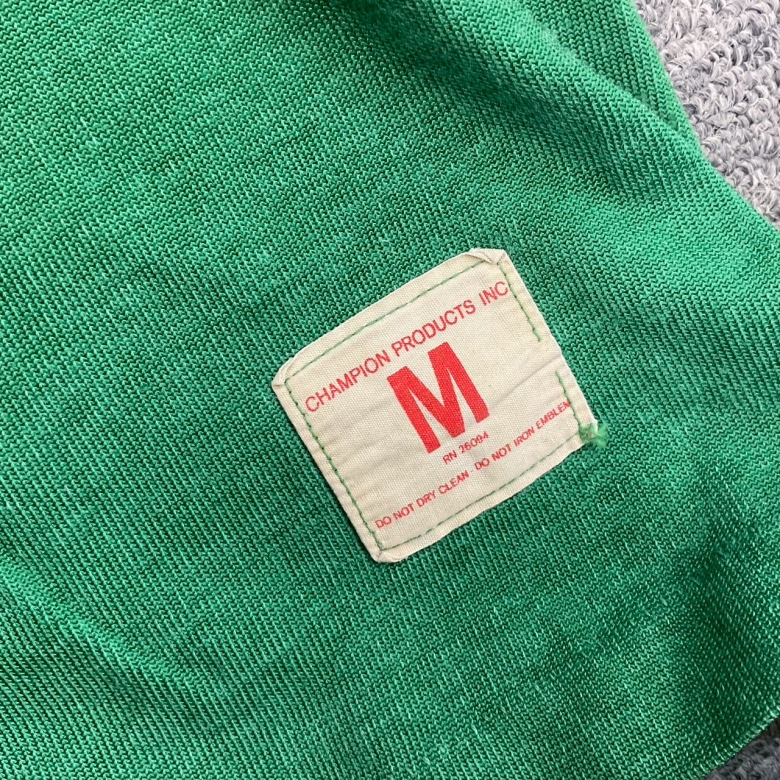 CHAMPION PRODUCTS INC
M
RN 26094
DO NOT DRY CLEAN DO NOT IRON EMBLEM